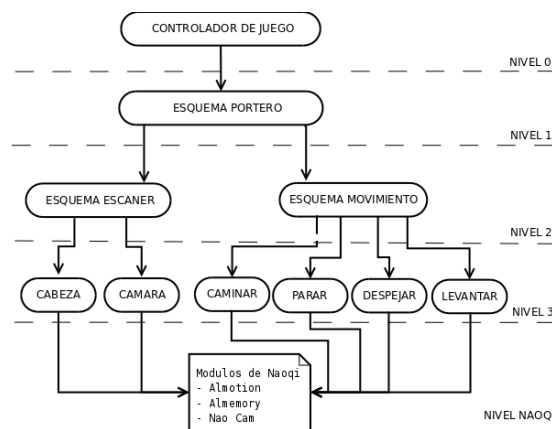 CONTROLADOR DE JUEGO
NIVEL 0
ESQUEMA PORTERO
NIVEL 1
ESQUEMA ESCANER
ESQUEMA MOVIMIENTO
NIVEL 2
CABEZA
CAMARA
CAMINAR
PARAR
DESPEJAR
LEVANTAR
NIVEL 3
Modulos de Naoqi
- Almotion
- Almemory
- Nao Cam
NIVEL NAOQ